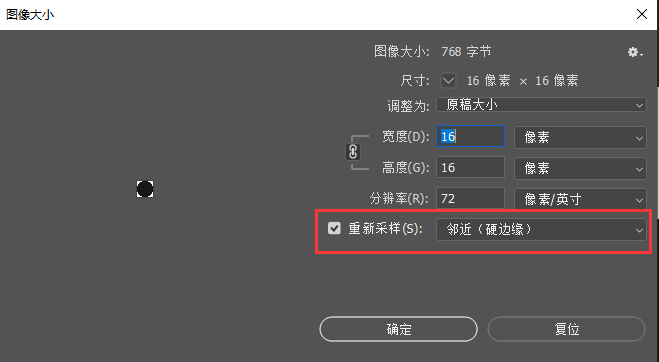 图像大小
图像大小: 768 字节
尺寸: 16 像素 × 16 像素
调整为: 原稿大小
宽度(D): 16 像素
高度(G): 16 像素
分辨率(R): 72 像素/英寸
重新采样(S): 邻近（硬边缘）
确定 复位